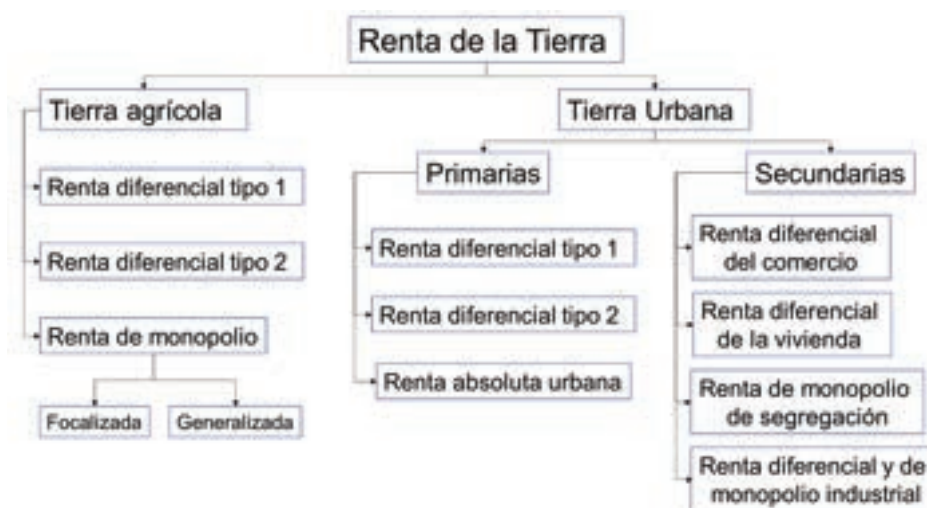 Renta de la Tierra
Tierra agrícola
Renta diferencial tipo 1
Renta diferencial tipo 2
Renta de monopolio
Focalizada
Generalizada
Tierra Urbana
Primarias
Renta diferencial tipo 1
Renta diferencial tipo 2
Renta absoluta urbana
Secundarias
Renta diferencial
del comercio
Renta diferencial
de la vivienda
Renta de monopolio
de segregación
Renta diferencial y de
monopolio industrial